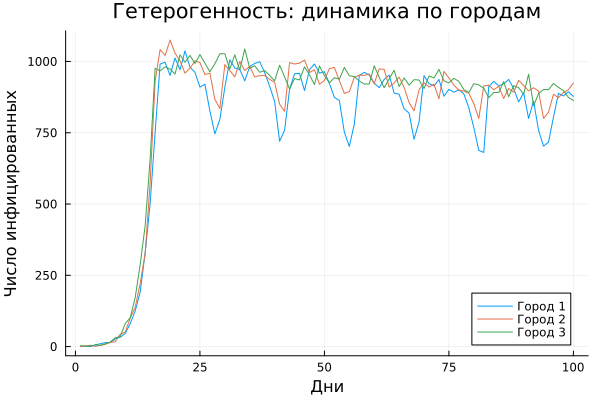 Гетерогенность: динамика по городам
Число инфицированных
1000
750
500
250
0
0 25 50 75 100
Дни
Город 1
Город 2
Город 3